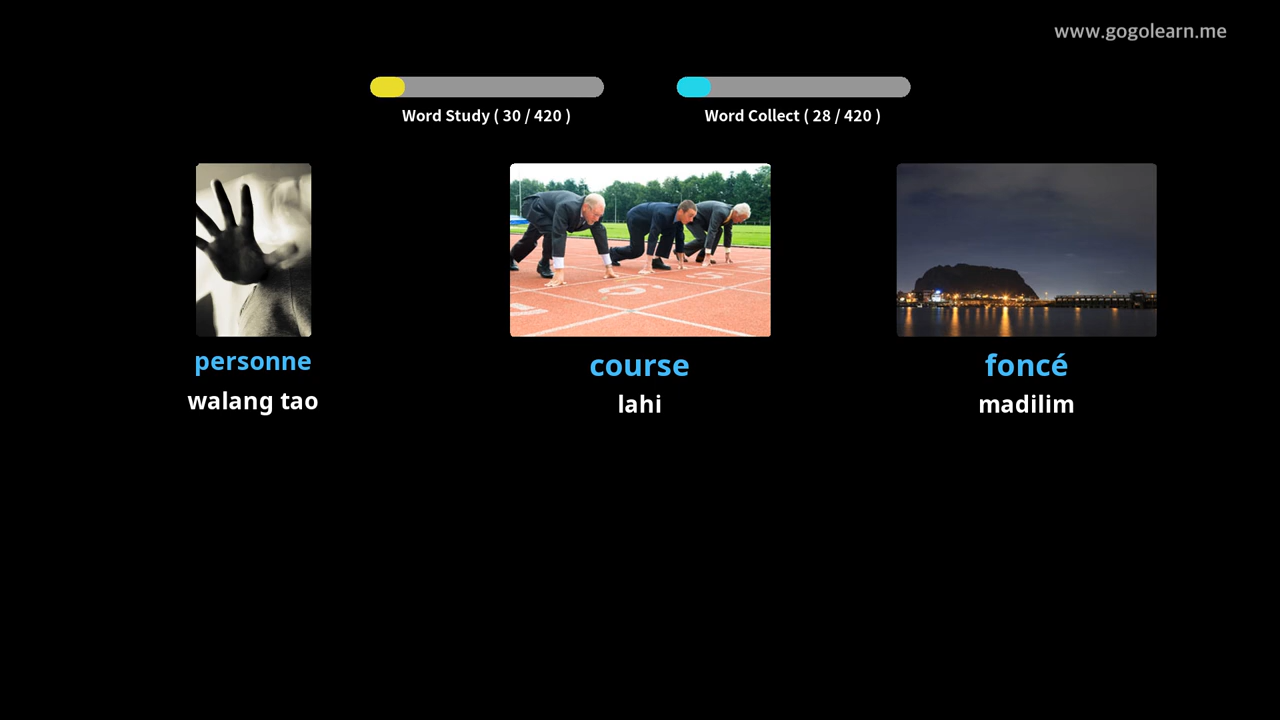 www.gogolearn.me
Word Study ( 30 / 420 )
Word Collect ( 28 / 420 )
personne
walang tao
course
lahi
foncé
madilim